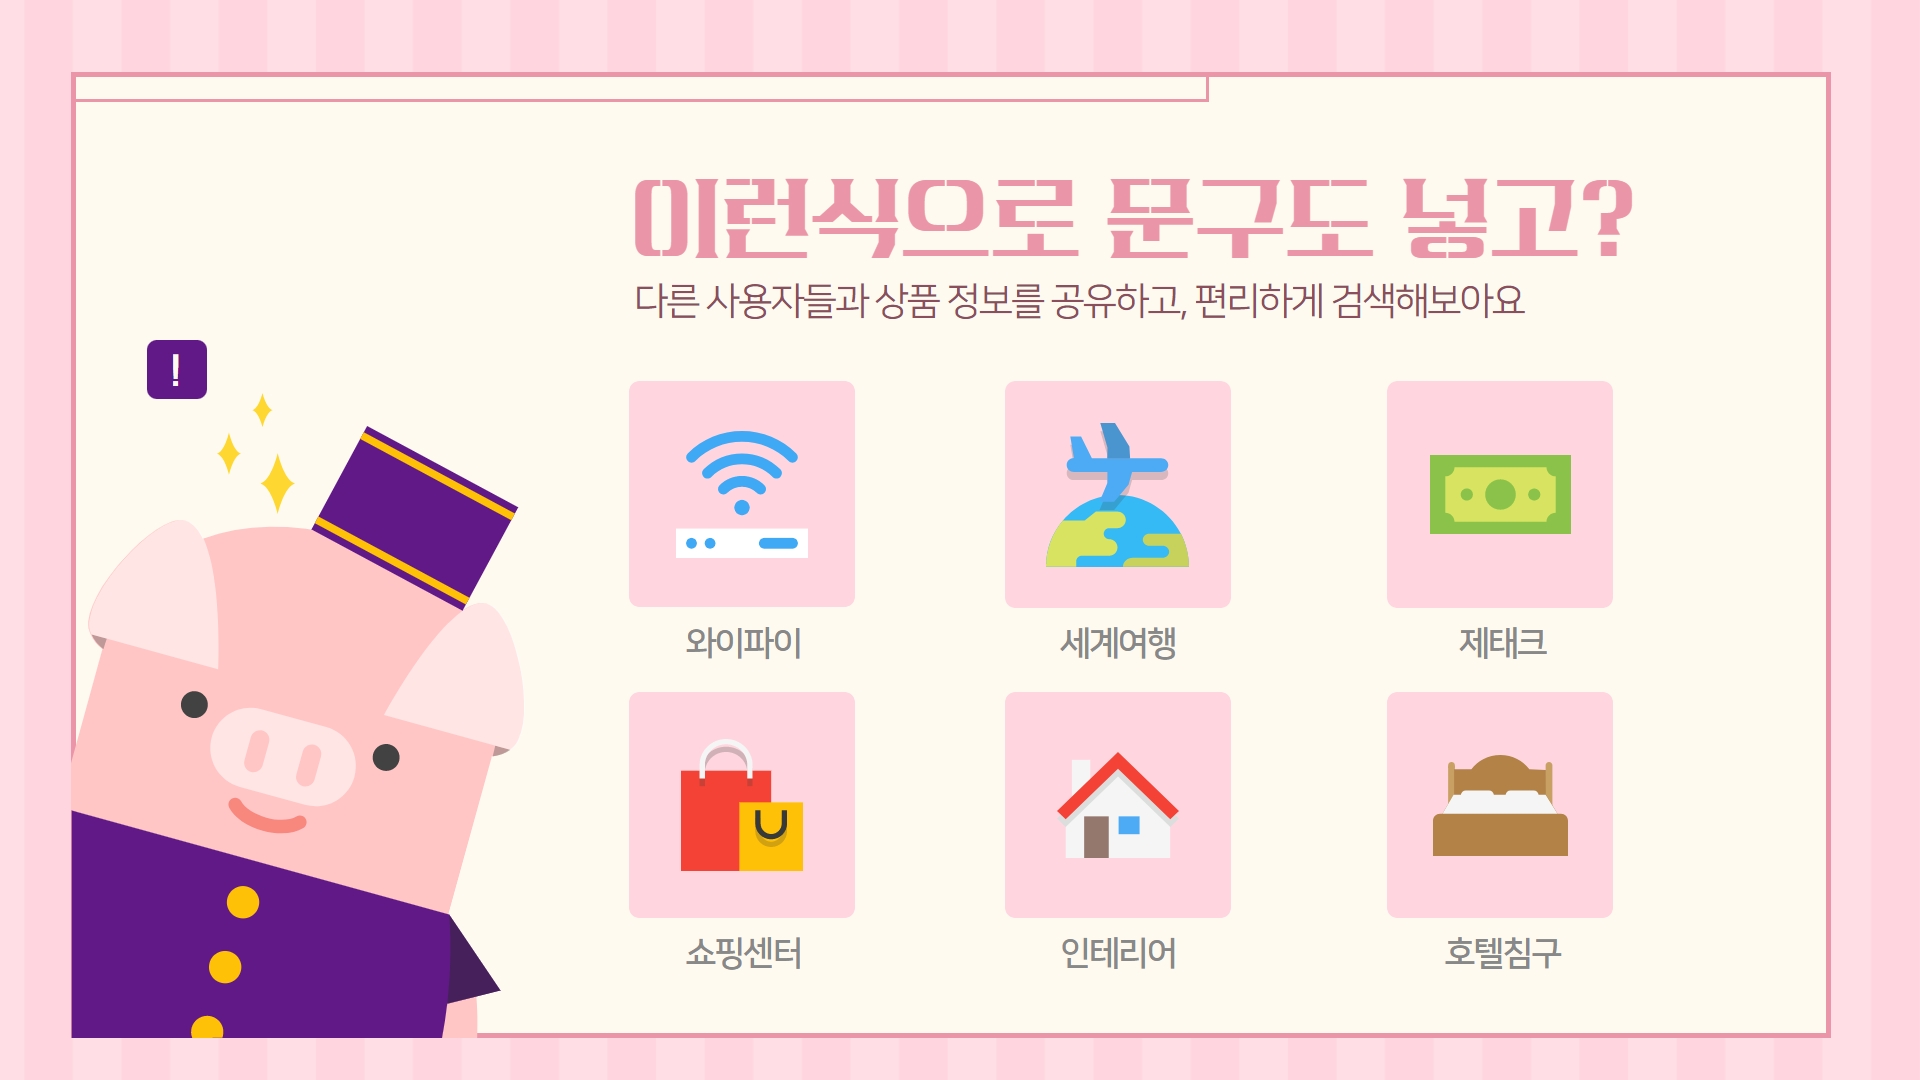 이런식으로 문구도 넣고?
다른 사용자들과 상품 정보를 공유하고, 편리하게 검색해보아요
!
와이파이
세계여행
제태크
쇼핑센터
인테리어
호텔침구